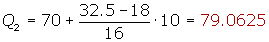 Q₂ = 70 + (32.5 − 18)/16 · 10 = 79.0625